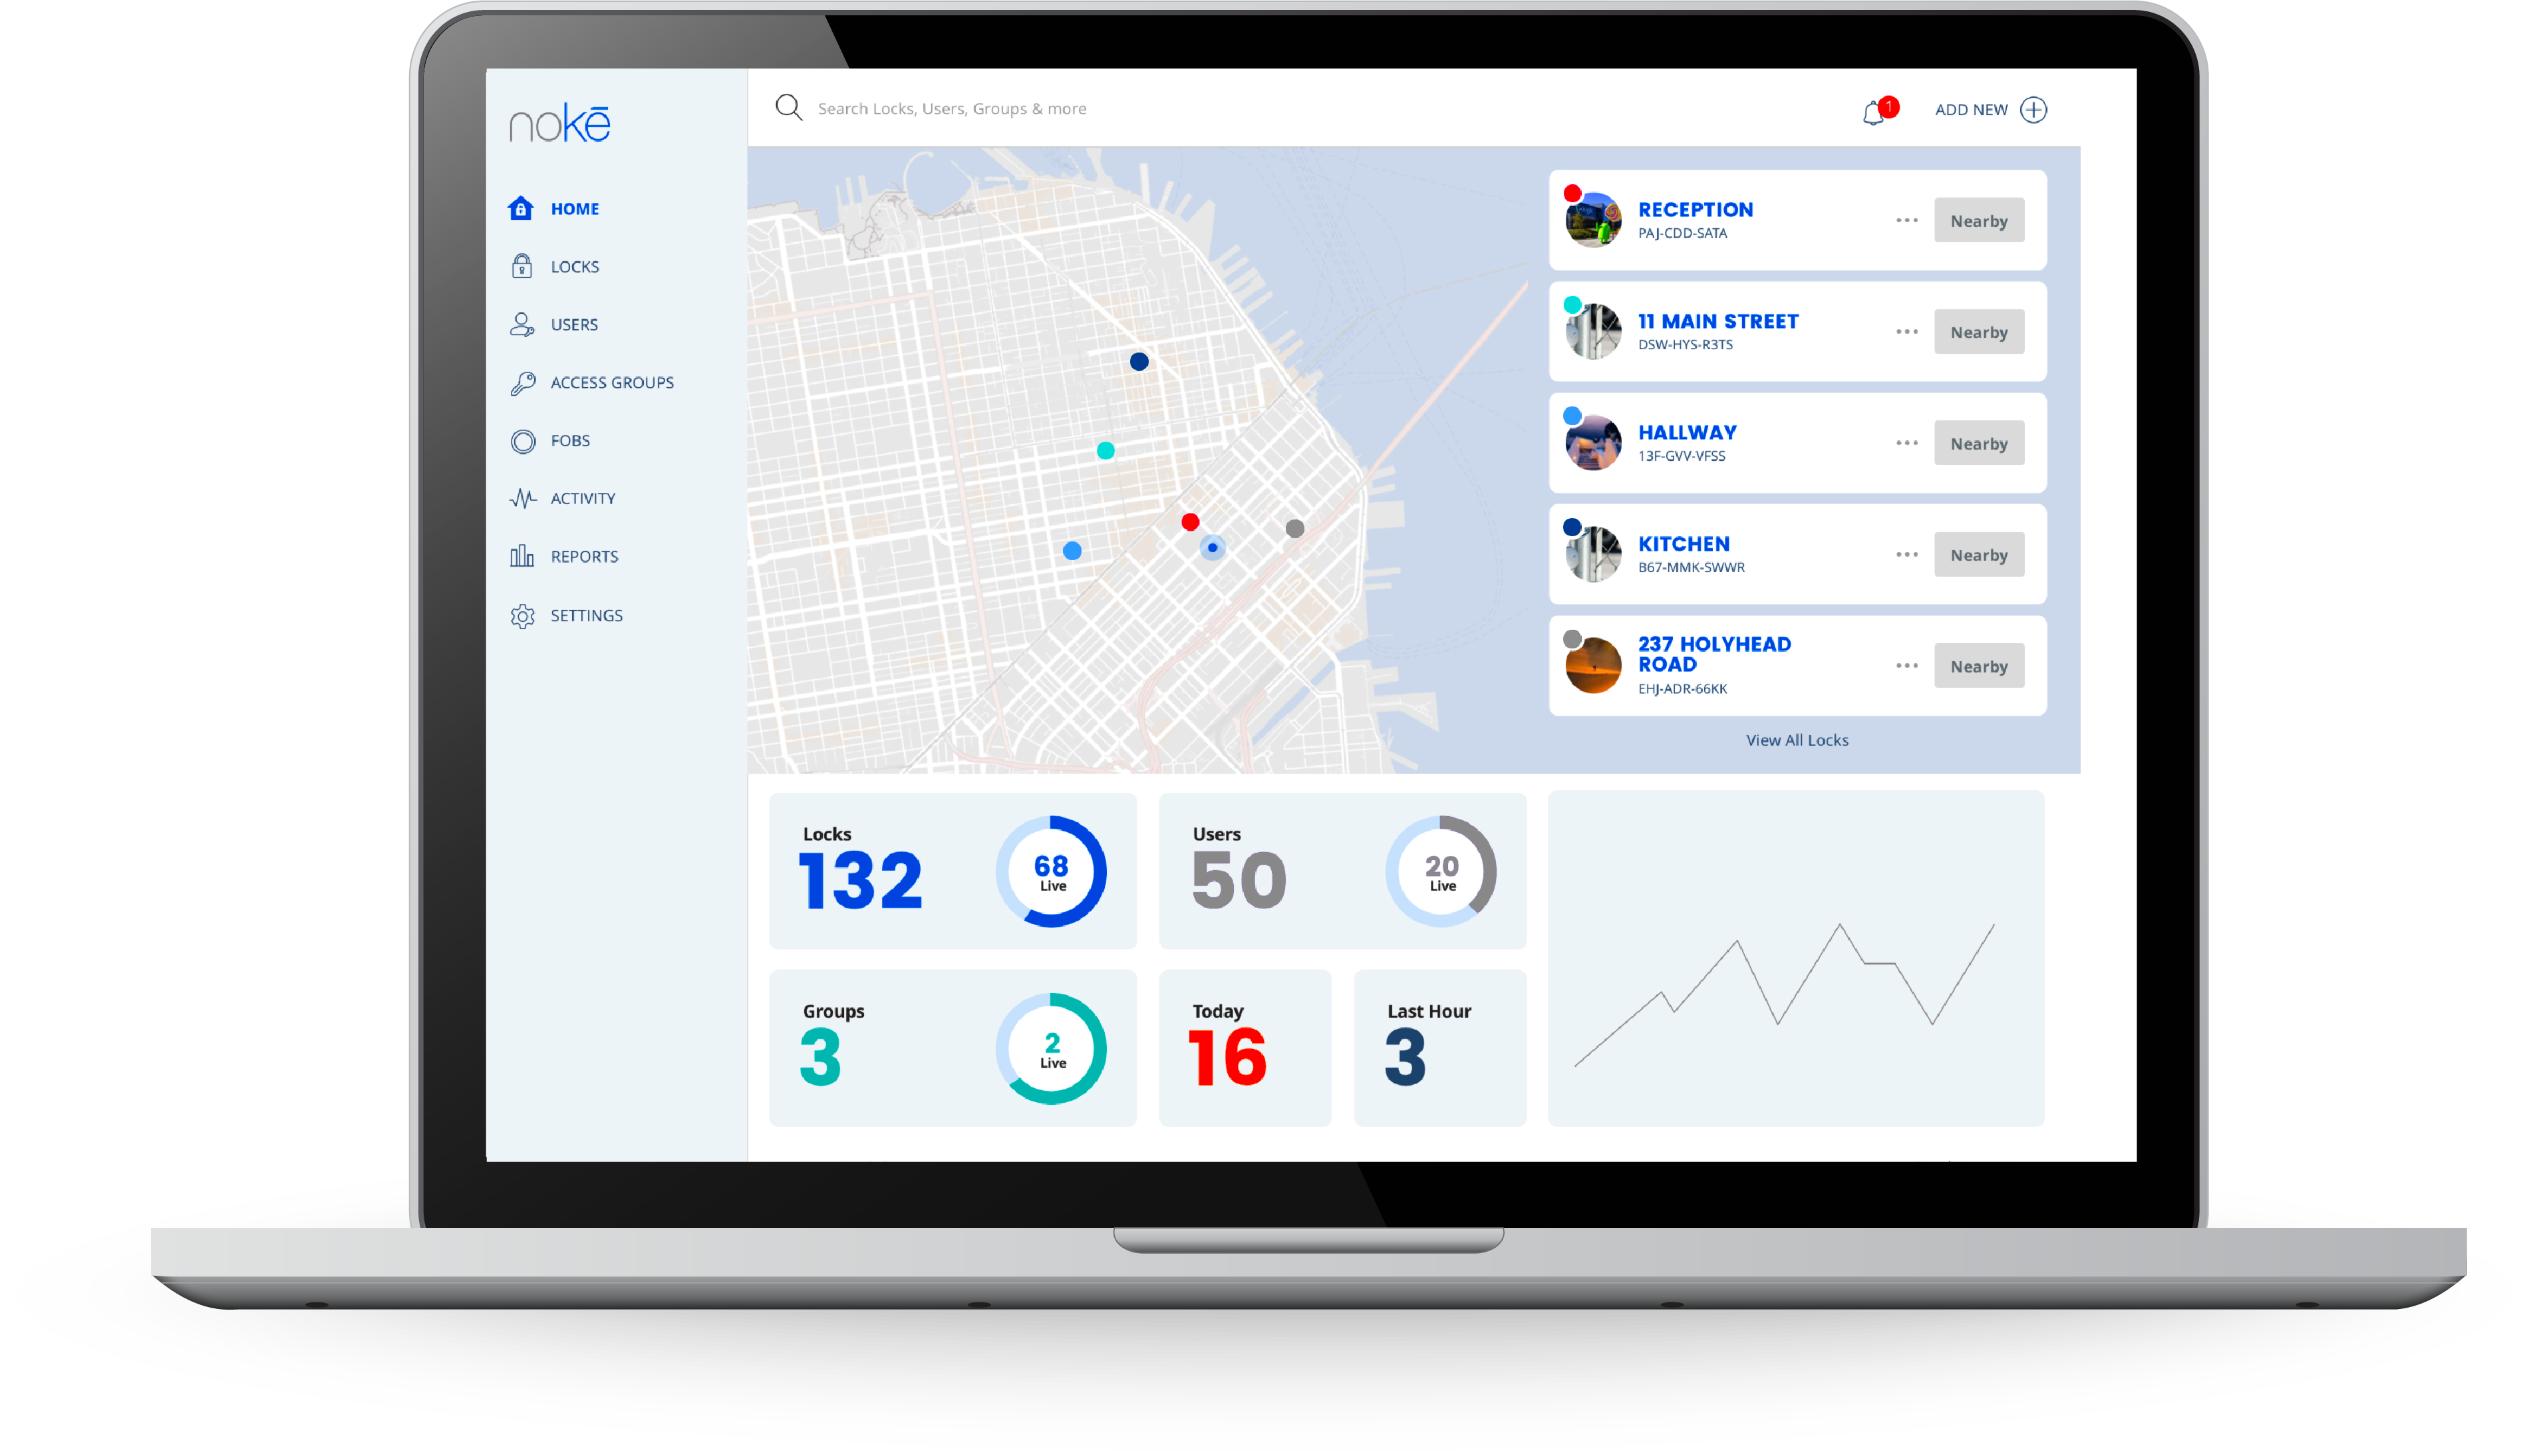 nokē
HOME
LOCKS
USERS
ACCESS GROUPS
FOBS
ACTIVITY
REPORTS
SETTINGS
Search Locks, Users, Groups & more
1
ADD NEW
RECEPTION
PAJ-CDD-SATA
Nearby
11 MAIN STREET
DSW-HYS-R3TS
Nearby
HALLWAY
13F-GVV-VFSS
Nearby
KITCHEN
B67-MMK-SWWR
Nearby
237 HOLYHEAD
ROAD
EHJ-ADR-66KK
Nearby
View All Locks
Locks
132
68
Live
Users
50
20
Live
Groups
3
2
Live
Today
16
Last Hour
3